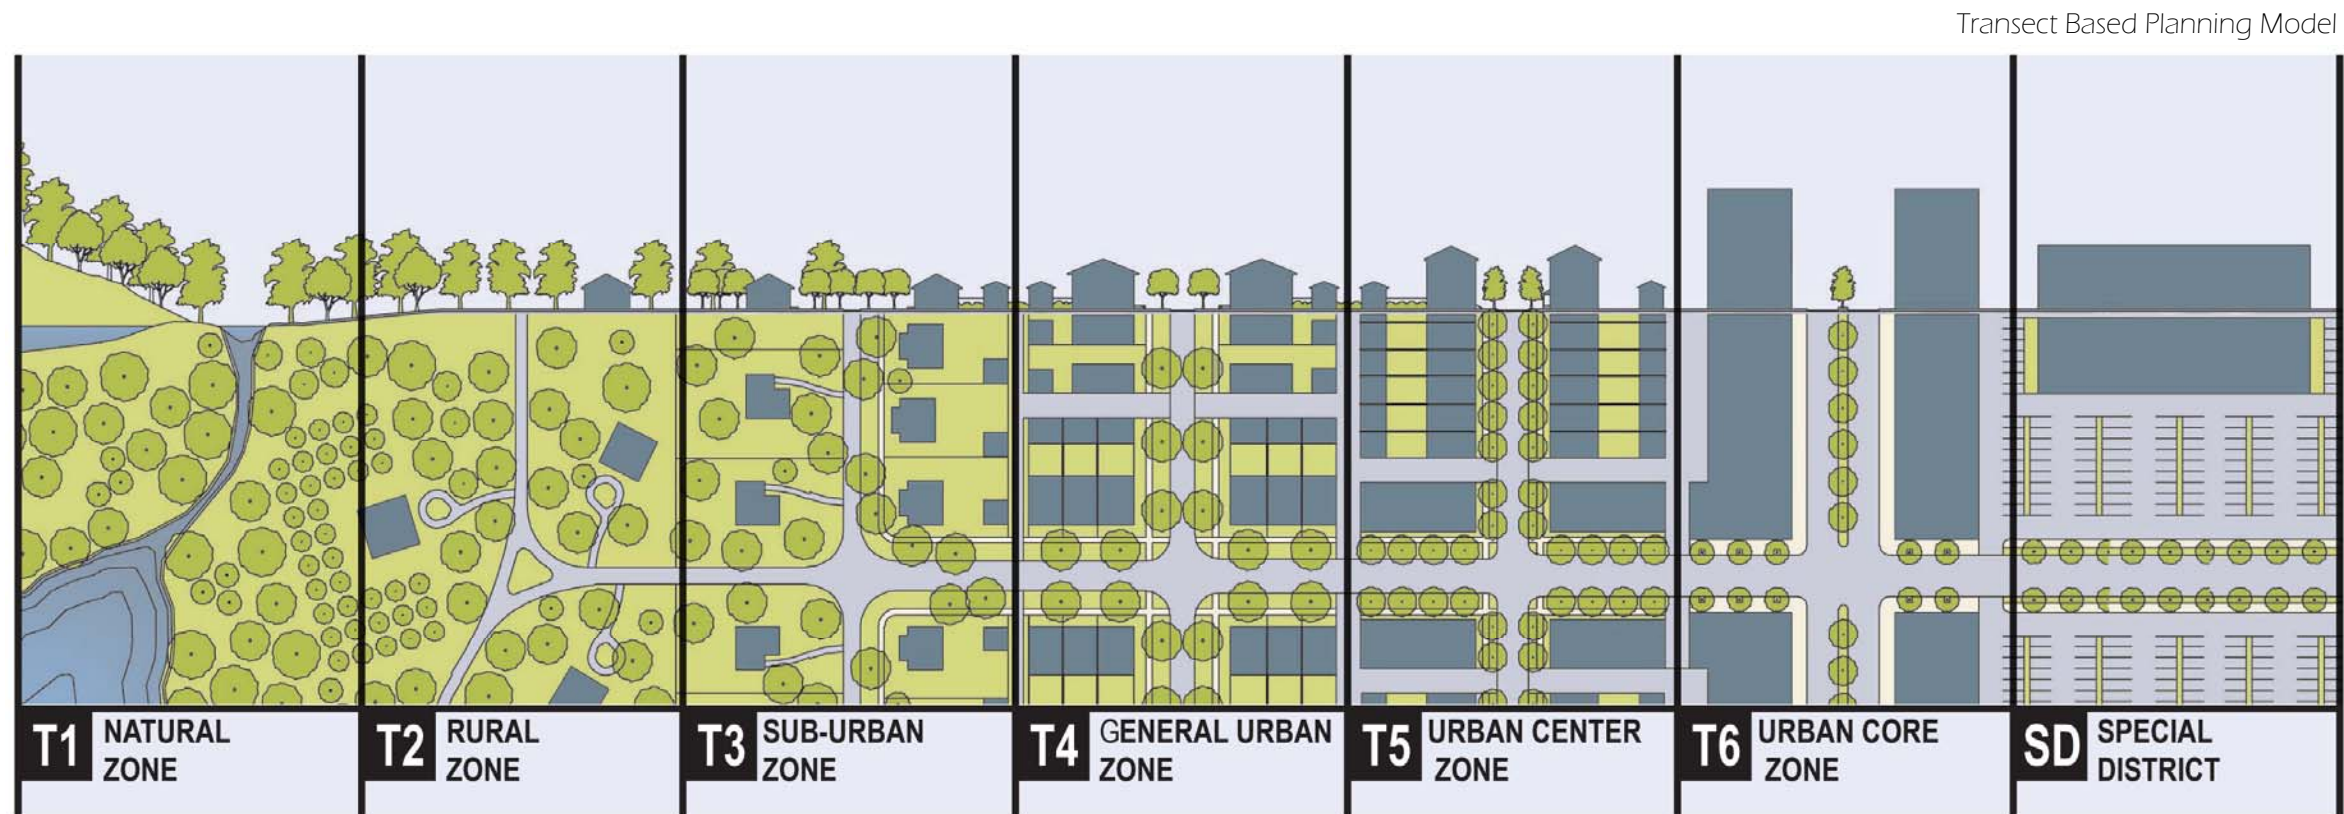 Transect Based Planning Model
T1 NATURAL
ZONE
T2 RURAL
ZONE
T3 SUB-URBAN
ZONE
T4 GENERAL URBAN
ZONE
T5 URBAN CENTER
ZONE
T6 URBAN CORE
ZONE
SD SPECIAL
DISTRICT